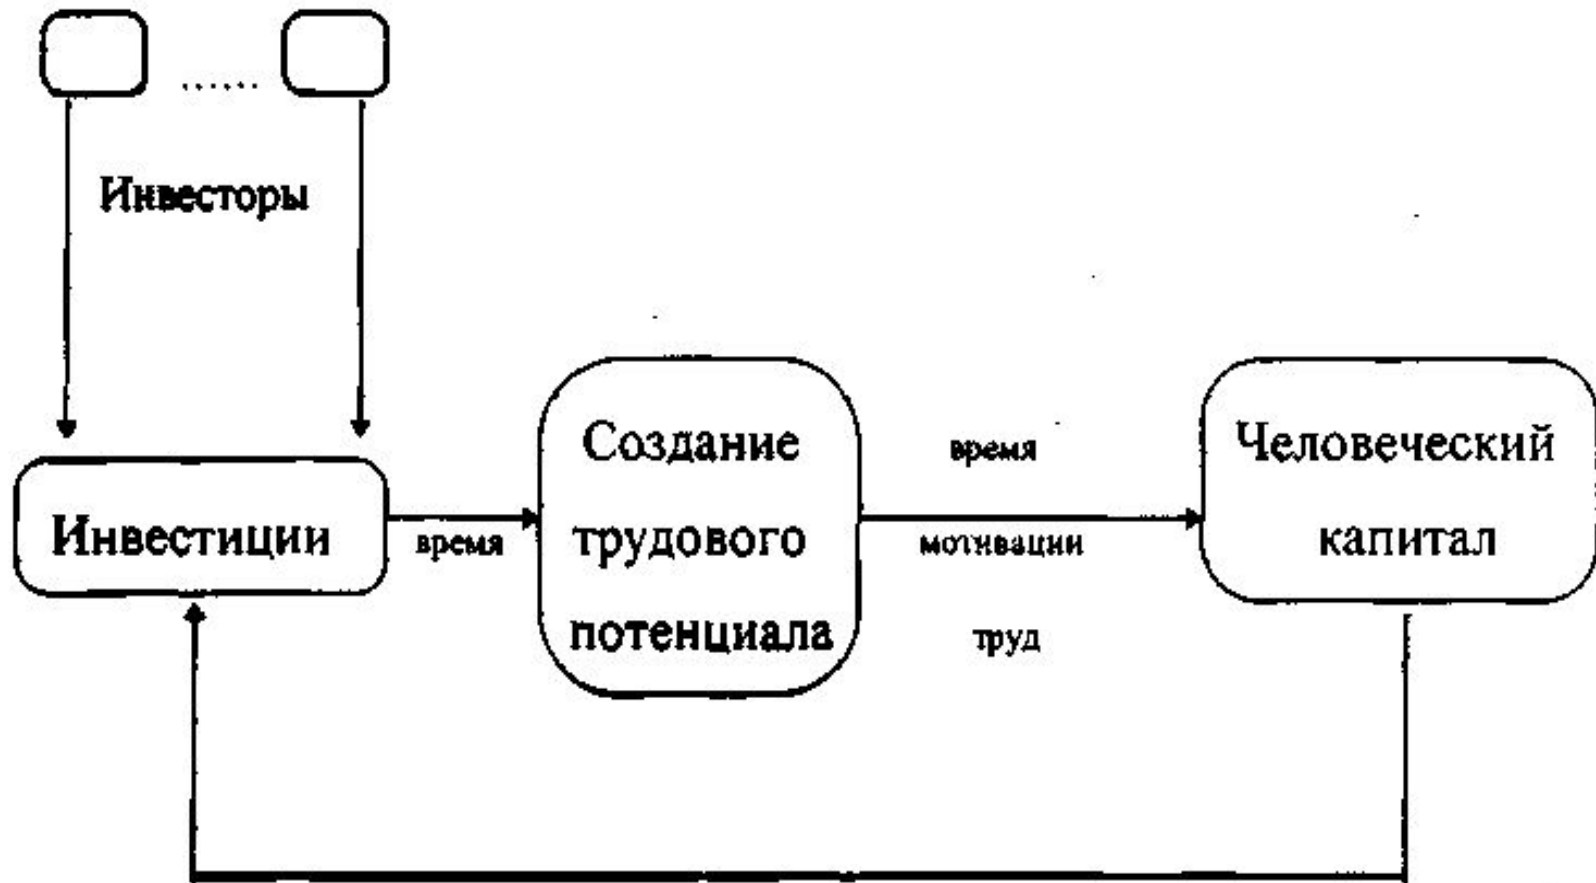 Инвесторы
Инвестиции
время
Создание
трудового
потенциала
время
мотивации
труд
Человеческий
капитал